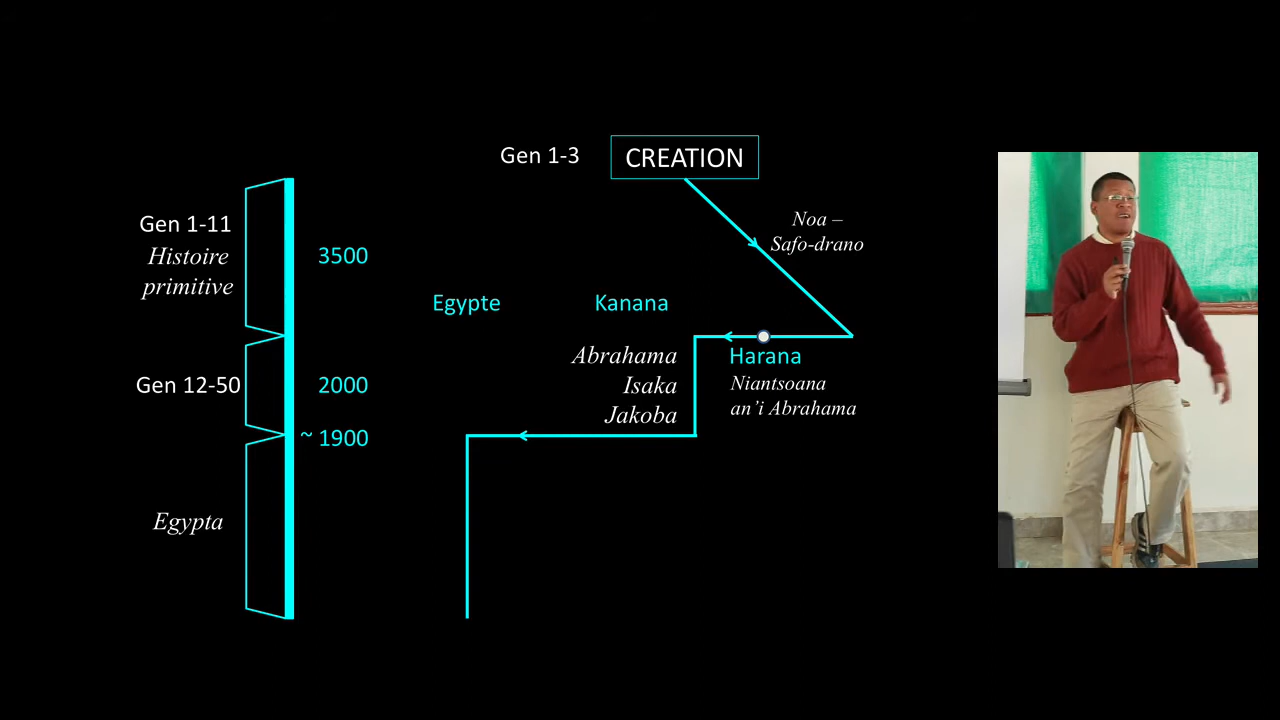 Gen 1-3
CREATION
Gen 1-11
Histoire
primitive
3500
Noa –
Safo-drano
Egypte
Kanana
Abrahama
Isaka
Jakoba
Harana
Niantsoana
an’i Abrahama
Gen 12-50
2000
~ 1900
Egypta